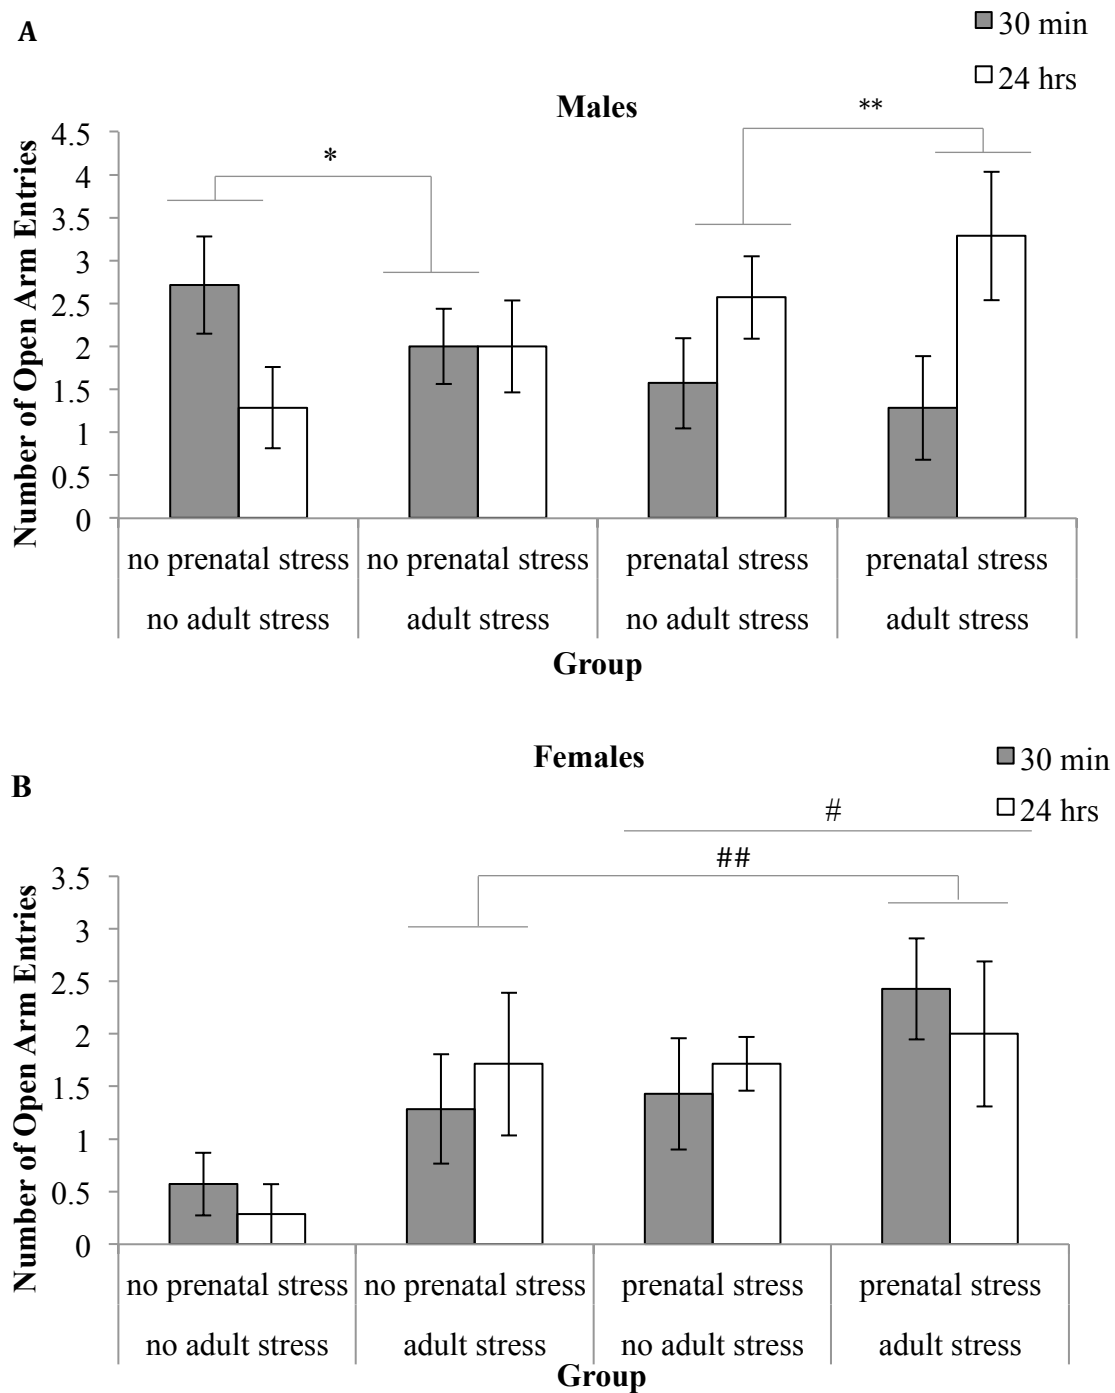 A
30 min
24 hrs
Males
**
*
Number of Open Arm Entries
4.5
4
3.5
3
2.5
2
1.5
1
0.5
0
no prenatal stress no prenatal stress prenatal stress prenatal stress
no adult stress adult stress no adult stress adult stress
Group
Females
B
30 min
24 hrs
#
##
Number of Open Arm Entries
3.5
3
2.5
2
1.5
1
0.5
0
no prenatal stress no prenatal stress prenatal stress prenatal stress
no adult stress adult stress no adult stress adult stress
Group